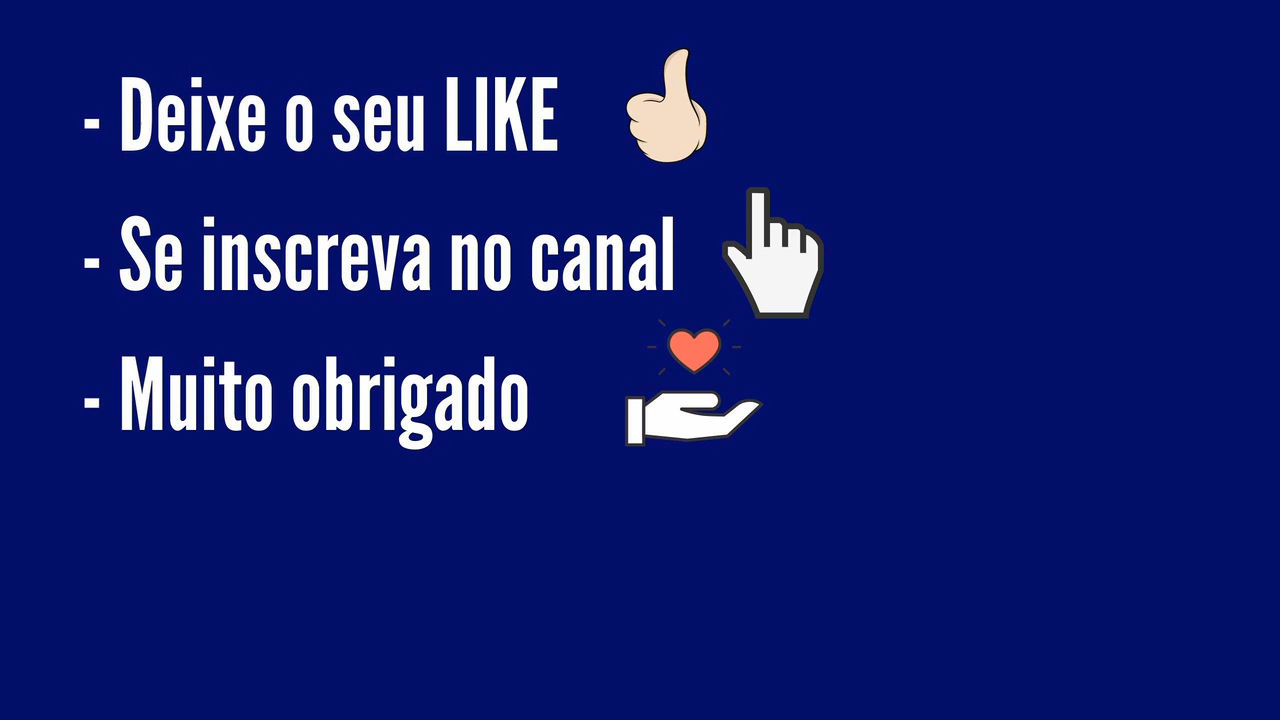 - Deixe o seu LIKE
- Se inscreva no canal
- Muito obrigado